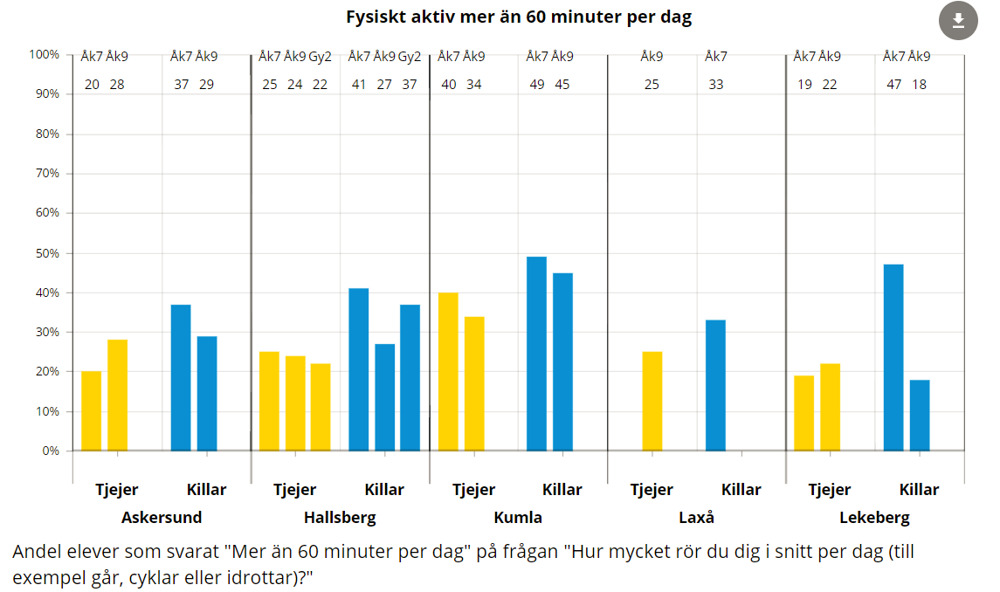 Fysiskt aktiv mer än 60 minuter per dag
100% Åk7 Åk9 Åk7 Åk9 Åk7 Åk9 Gy2 Åk7 Åk9 Gy2 Åk7 Åk9 Åk7 Åk9 Åk9 Åk7 Åk7 Åk9 Åk7 Åk9
20 28 37 29 25 24 22 41 27 37 40 34 49 45 25 33 19 22 47 18
90%
80%
70%
60%
50%
40%
30%
20%
10%
0%
Tjejer Killar Tjejer Killar Tjejer Killar Tjejer Killar Tjejer Killar
Askersund Hallsberg Kumla Laxå Lekeberg
Andel elever som svarat "Mer än 60 minuter per dag" på frågan "Hur mycket rör du dig i snitt per dag (till
exempel går, cyklar eller idrottar)?"